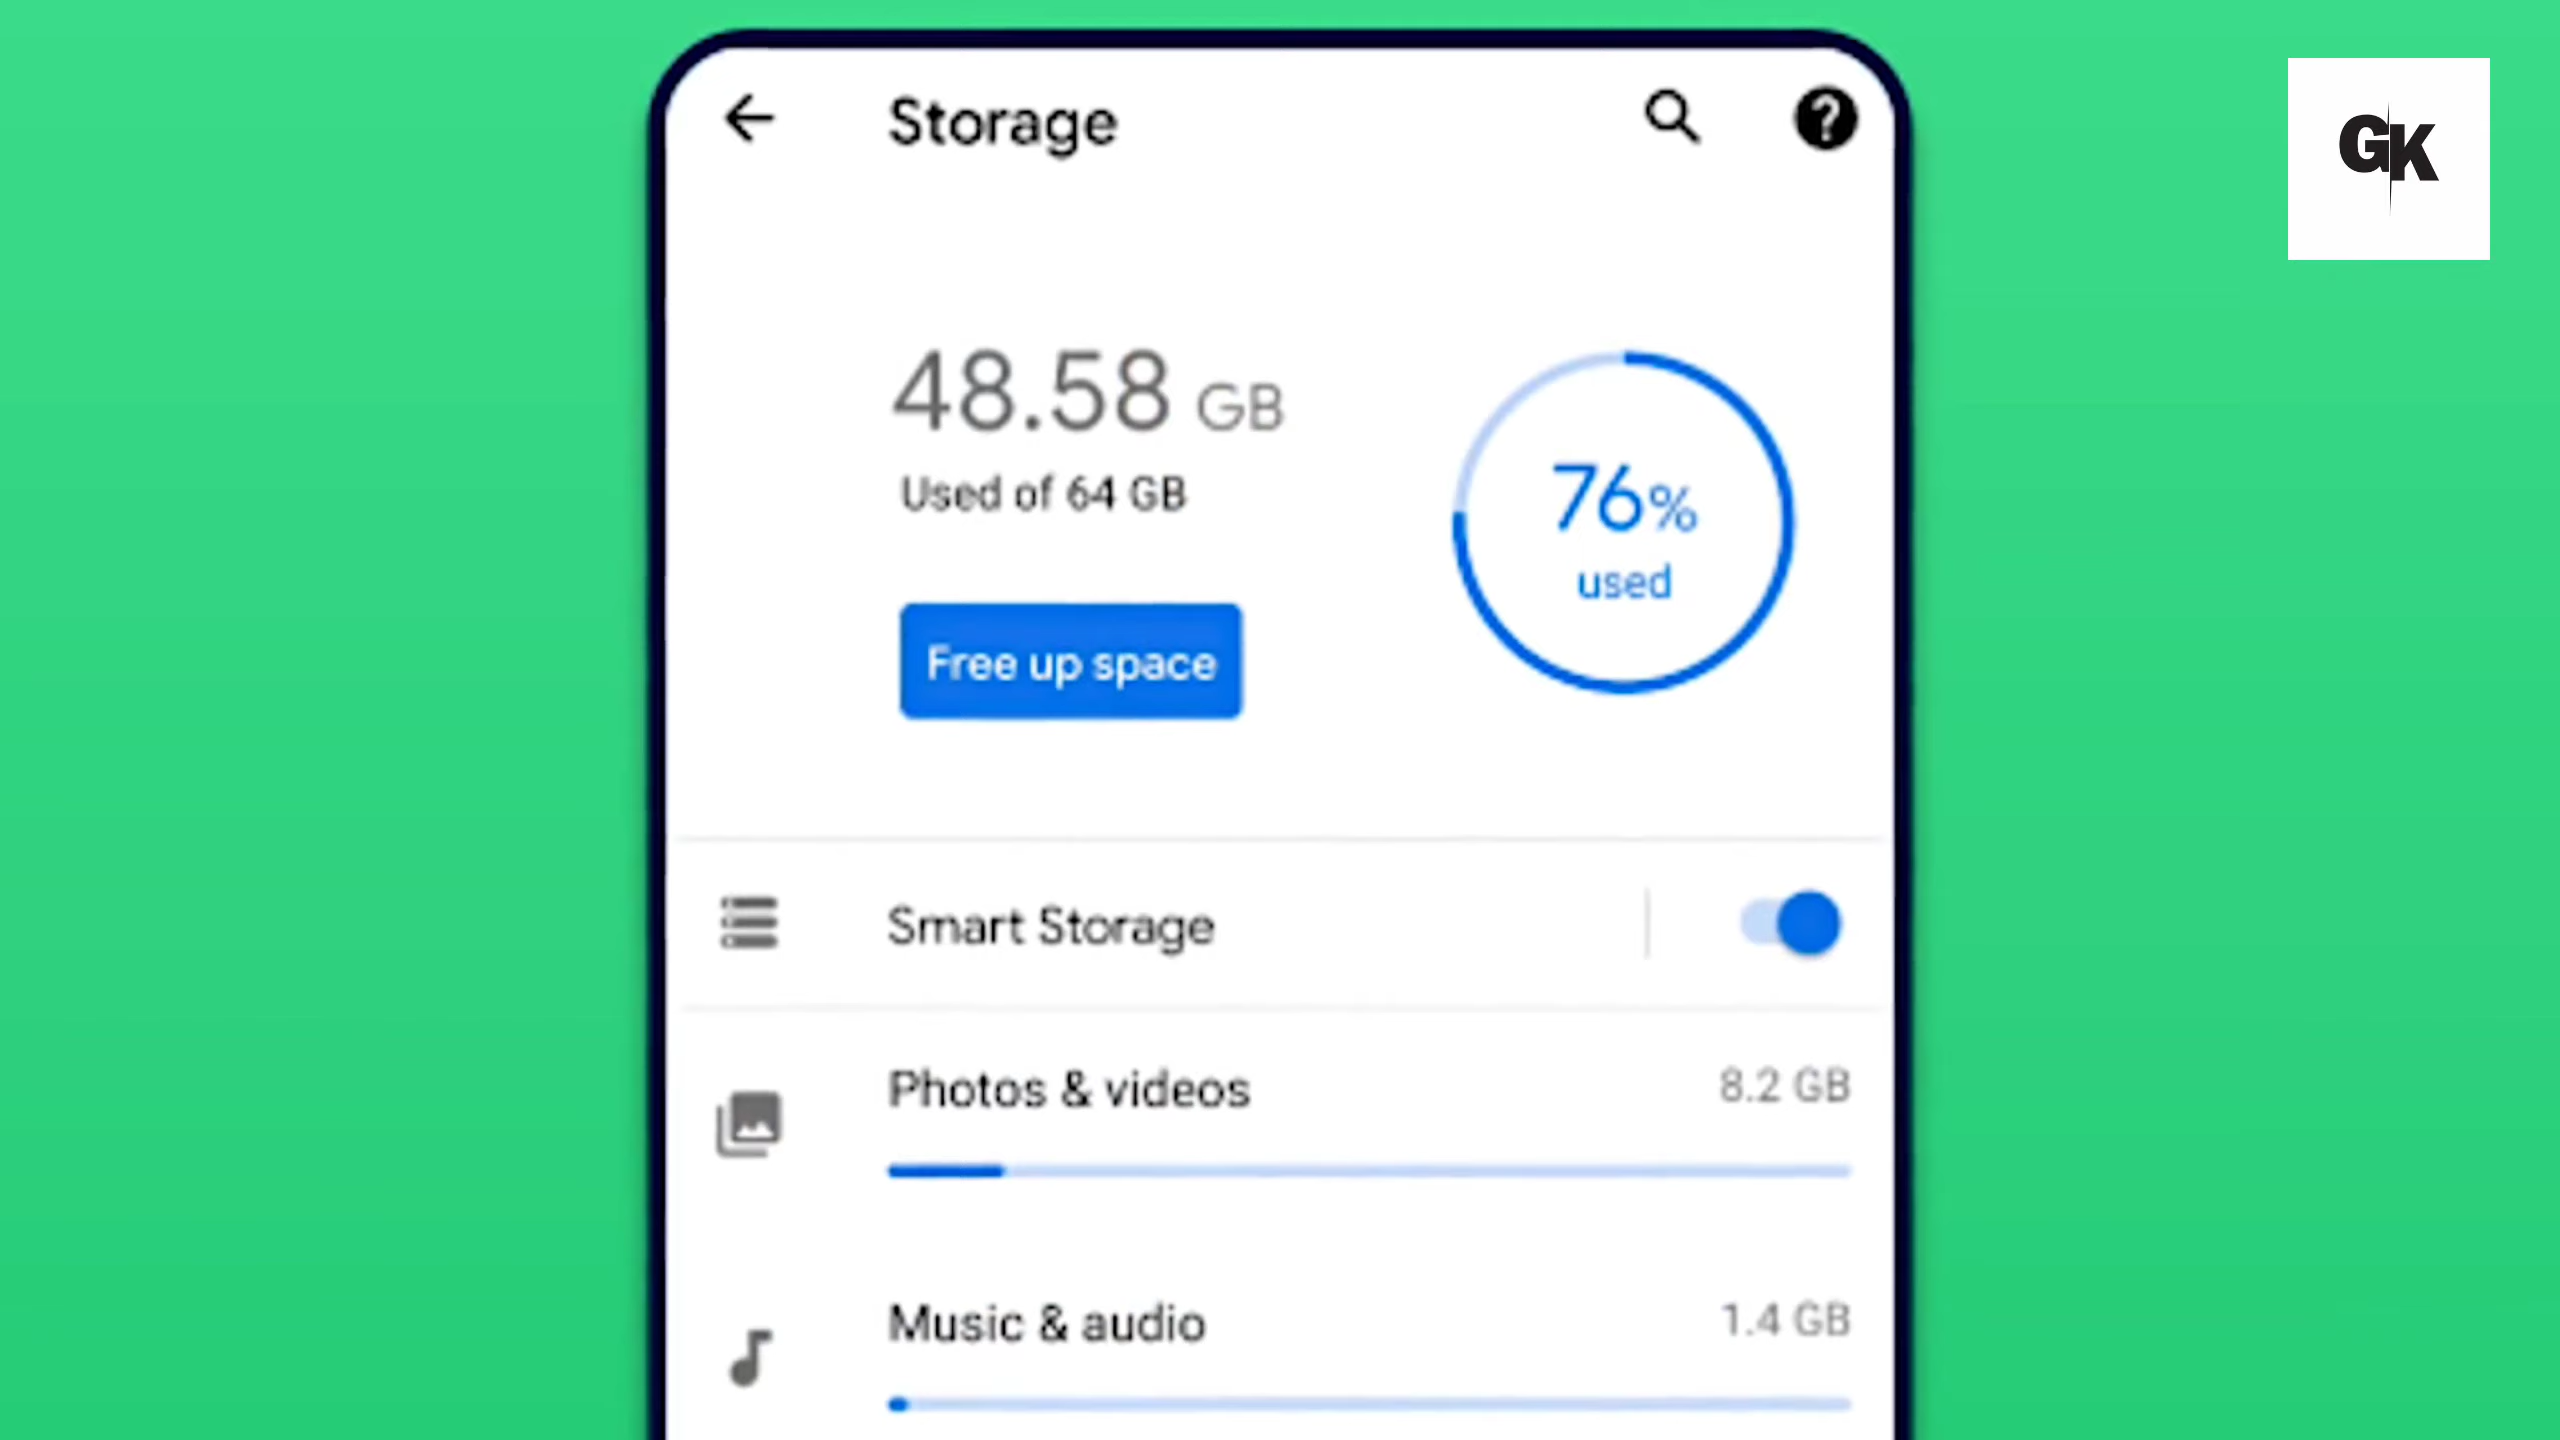 Storage
GK
48.58 GB
Used of 64 GB
76%
used
Free up space
Smart Storage
Photos & videos
8.2 GB
Music & audio
1.4 GB